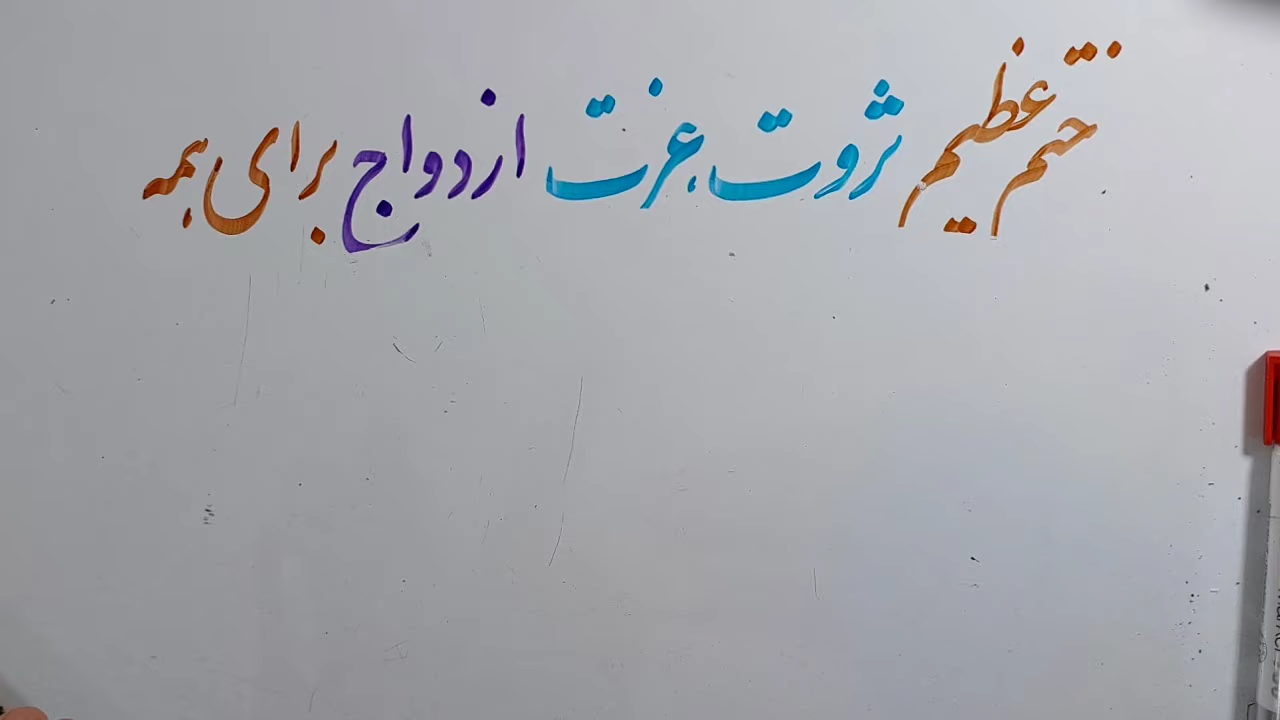 ختم عظیم ثروت، عزت ازدواج برای همه